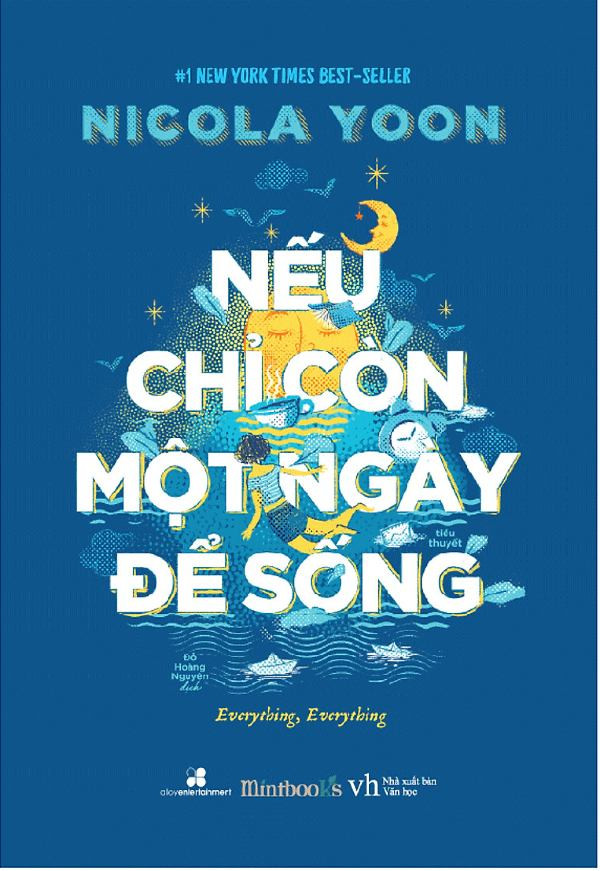 #1 NEW YORK TIMES BEST-SELLER
NICOLA YOON
NẾU
CHỈ CÒN
MỘT NGÀY
tiểu
thuyết
ĐỂ SỐNG
Đỗ
Hoàng
Nguyên
dịch
Everything, Everything
aloventertainment
mintbooks
vh Nhà xuất bản
Văn học